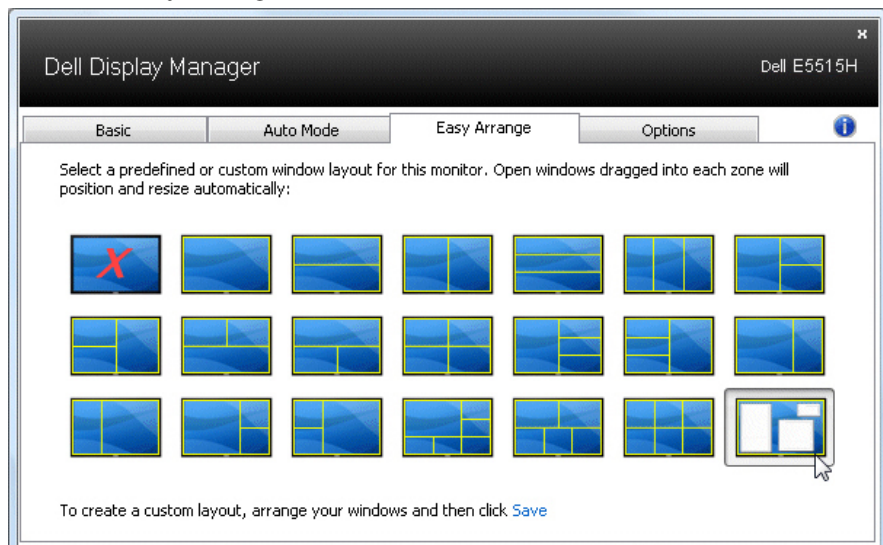 x
Dell Display Manager
Dell E5515H
Basic
Auto Mode
Easy Arrange
Options
i
Select a predefined or custom window layout for this monitor. Open windows dragged into each zone will
position and resize automatically:
X
To create a custom layout, arrange your windows and then click Save